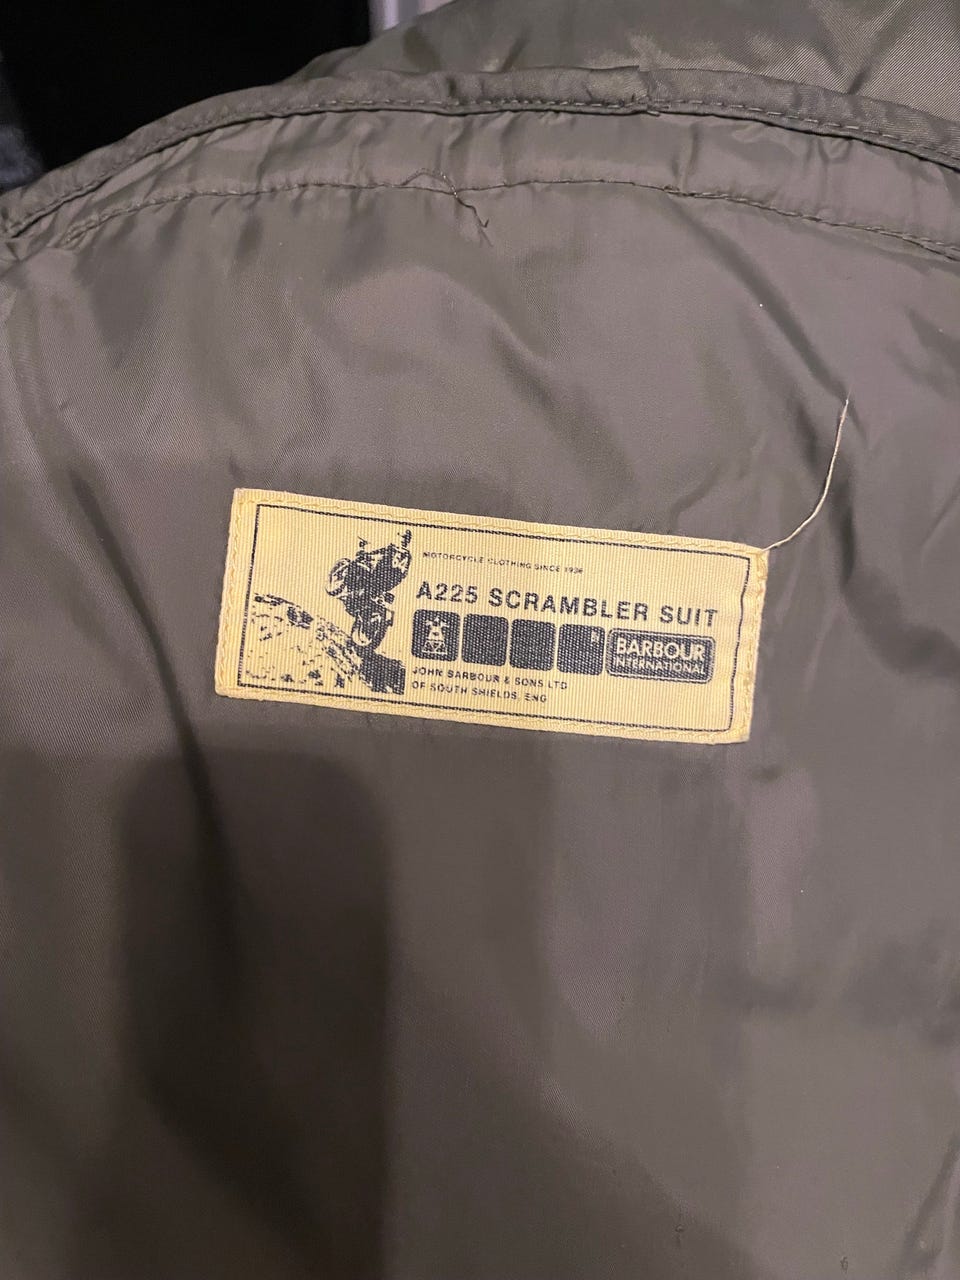 MOTORCYCLE CLOTHING SINCE 1936
A225 SCRAMBLER SUIT
BARBOUR
INTERNATIONAL
JOHN BARBOUR & SONS LTD
OF SOUTH SHIELDS, ENG